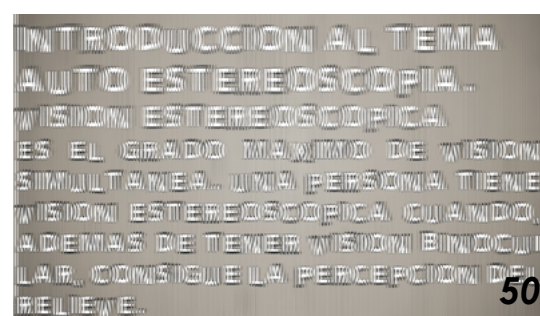 INTRODUCCION AL TEMA
AUTO ESTEREOSCOPIA.
VISION ESTEREOSCOPICA
ES EL GRADO MAXIMO DE VISION
SIMULTANEA. UNA PERSONA TIENE
VISION ESTEREOSCOPICA CUANDO,
ADEMAS DE TENER VISION BINOCU
LAR, CONSIGUE LA PERCEPCION DEL
RELIEVE.
50